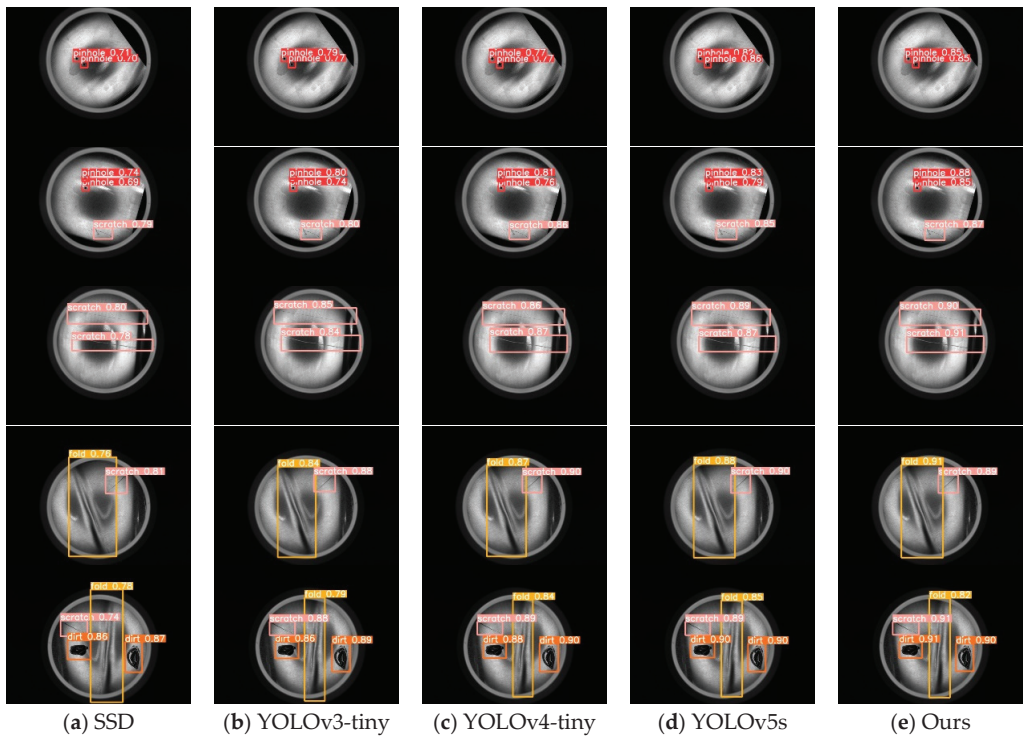 pinhole 0.71
pinhole 0.70
pinhole 0.79
pinhole 0.77
pinhole 0.77
pinhole 0.77
pinhole 0.82
pinhole 0.86
pinhole 0.85
pinhole 0.85
pinhole 0.74
pinhole 0.69
scratch 0.79
pinhole 0.80
pinhole 0.74
scratch 0.80
pinhole 0.81
pinhole 0.76
scratch 0.86
pinhole 0.83
pinhole 0.79
scratch 0.85
pinhole 0.88
pinhole 0.85
scratch 0.87
scratch 0.80
scratch 0.78
scratch 0.85
scratch 0.84
scratch 0.86
scratch 0.87
scratch 0.89
scratch 0.87
scratch 0.90
scratch 0.91
fold 0.76
scratch 0.81
fold 0.84
scratch 0.88
fold 0.87
scratch 0.90
fold 0.88
scratch 0.90
fold 0.91
scratch 0.89
fold 0.78
scratch 0.74
dirt 0.86
dirt 0.87
fold 0.79
scratch 0.88
dirt 0.86
dirt 0.89
fold 0.84
scratch 0.89
dirt 0.88
dirt 0.90
fold 0.85
scratch 0.89
dirt 0.90
dirt 0.90
fold 0.82
scratch 0.91
dirt 0.91
dirt 0.90
(a) SSD
(b) YOLOv3-tiny
(c) YOLOv4-tiny
(d) YOLOv5s
(e) Ours